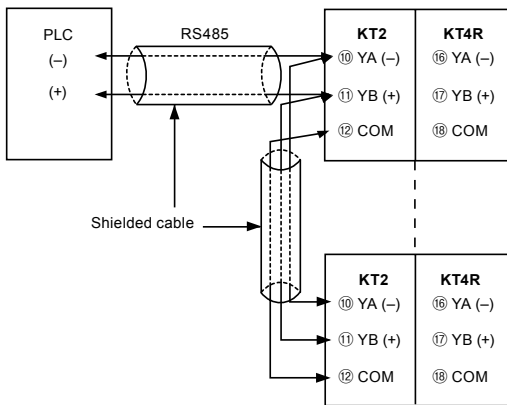 PLC
(–)
(+)
RS485
KT2
KT4R
⑩ YA (–)
⑯ YA (–)
⑪ YB (+)
⑰ YB (+)
⑫ COM
⑱ COM
Shielded cable
KT2
KT4R
⑩ YA (–)
⑯ YA (–)
⑪ YB (+)
⑰ YB (+)
⑫ COM
⑱ COM